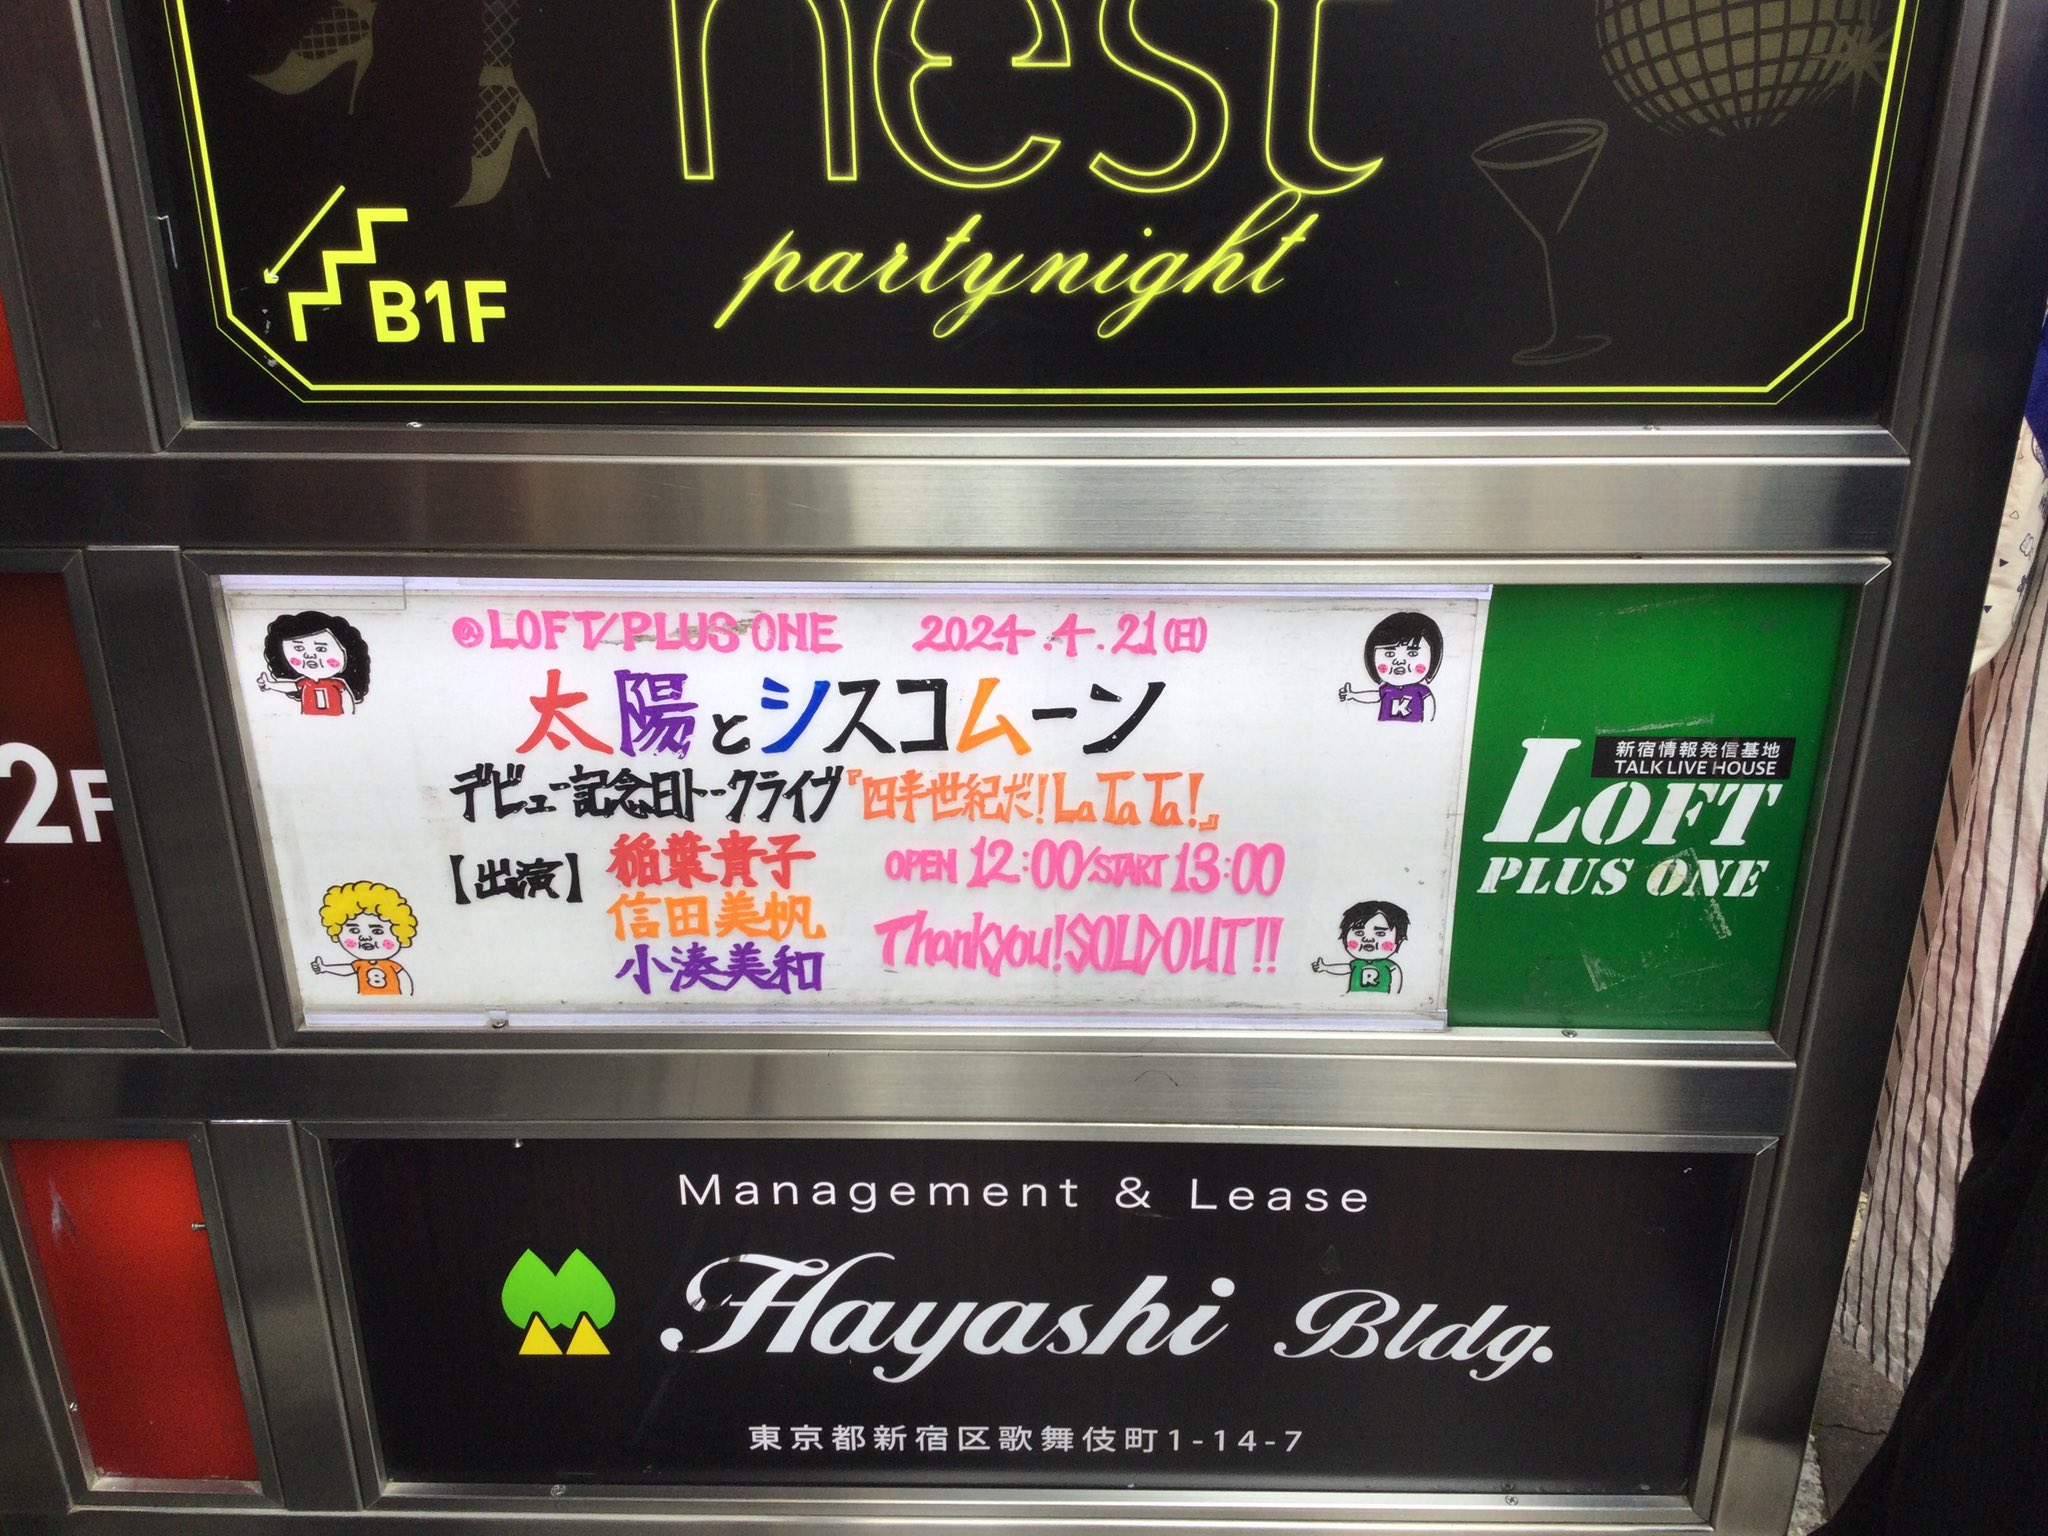 nest
partynight
B1F
2F
@LOFT/PLUS ONE 2024.4.21(日)
太陽とシスコムーン
デビュー記念日トークライブ『四半世紀だ!La Ta Ta!』
【出演】
稲葉貴子
信田美帆
小湊美和
OPEN 12:00/START 13:00
Thankyou!SOLDOUT!!
I
K
8
R
新宿情報発信基地
TALK LIVE HOUSE
LOFT
PLUS ONE
Management & Lease
Hayashi Bldg.
東京都新宿区歌舞伎町1-14-7